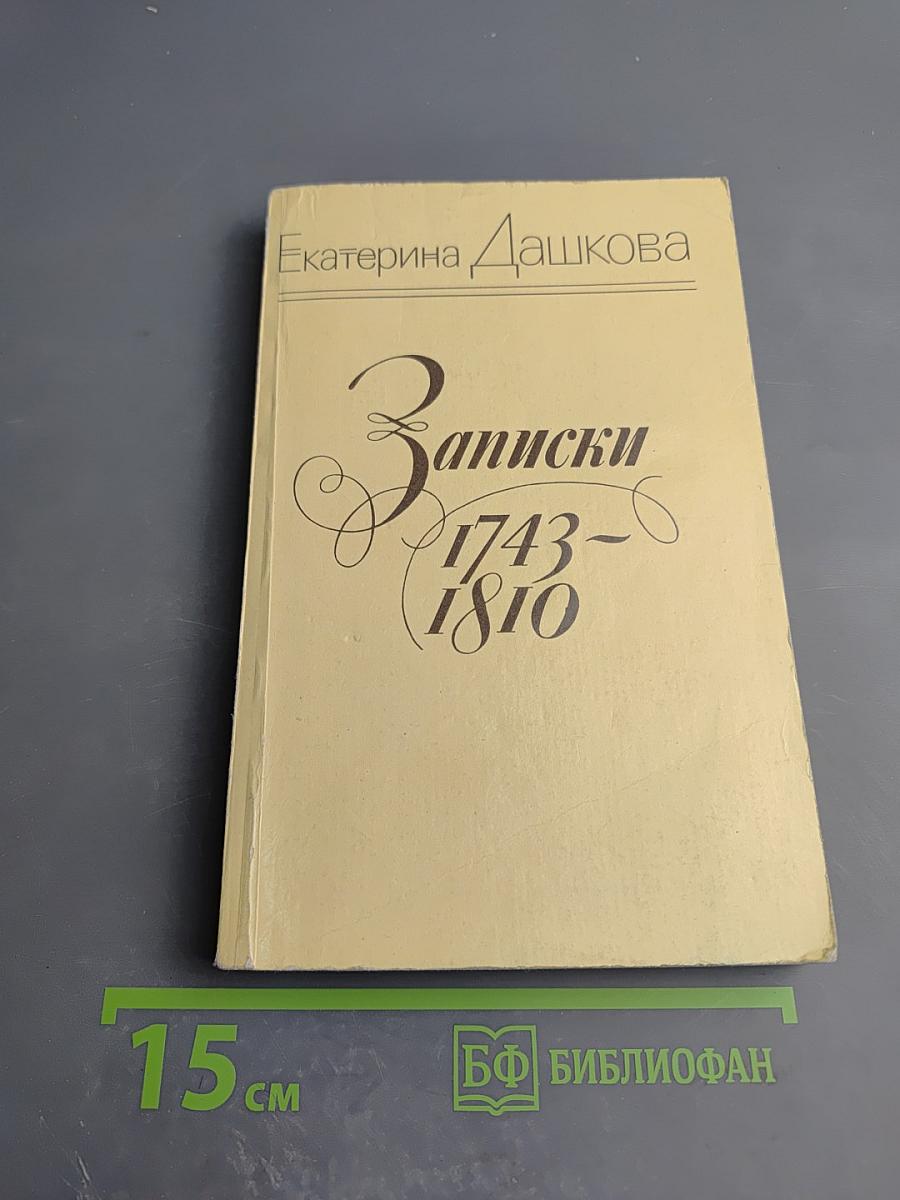 Екатерина Дашкова
Записки
1743–
1810
15 см
БФ БИБЛИОФАН